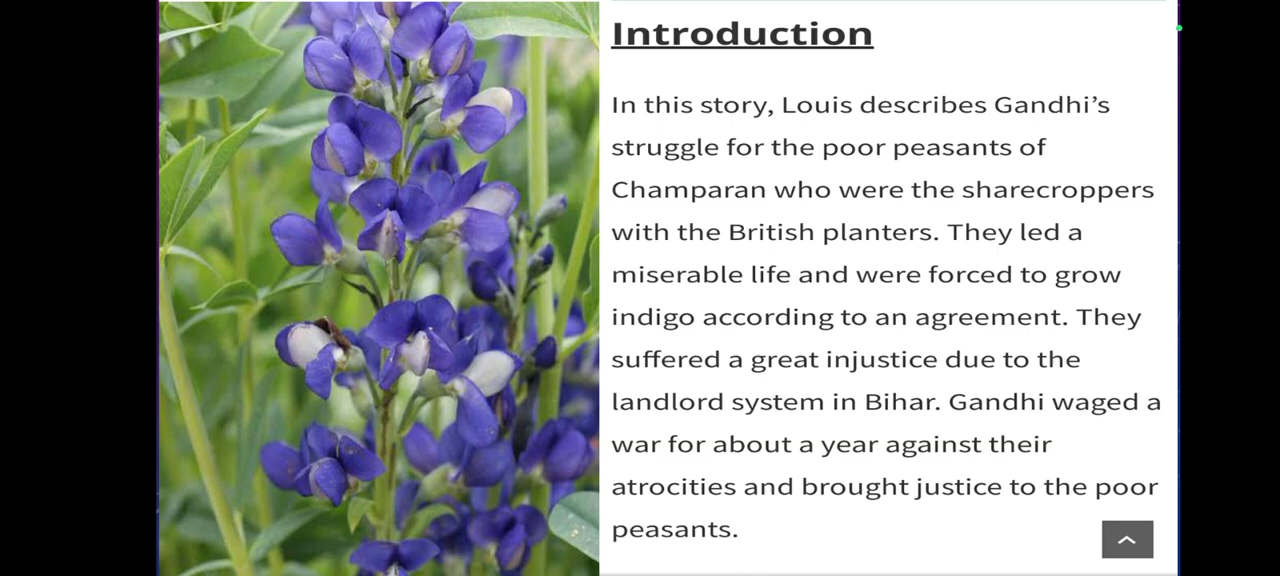 Introduction
In this story, Louis describes Gandhi’s
struggle for the poor peasants of
Champaran who were the sharecroppers
with the British planters. They led a
miserable life and were forced to grow
indigo according to an agreement. They
suffered a great injustice due to the
landlord system in Bihar. Gandhi waged a
war for about a year against their
atrocities and brought justice to the poor
peasants.